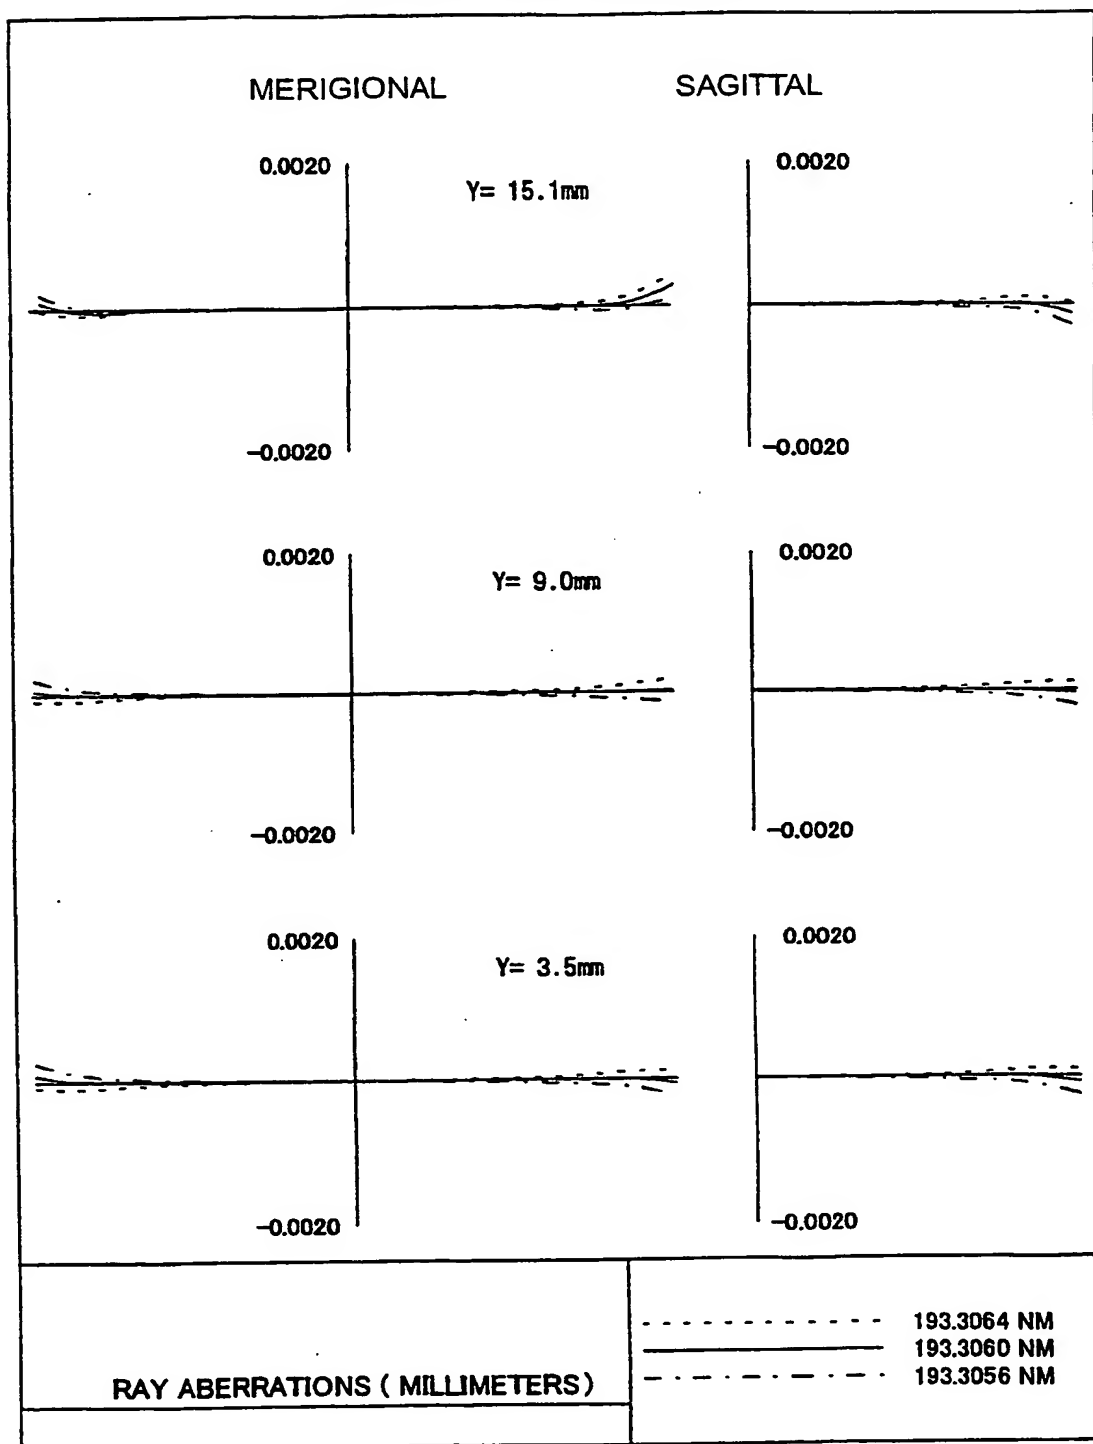 MERIGIONAL SAGITTAL
0.0020 0.0020
Y= 15.1mm
-0.0020 -0.0020
0.0020 0.0020
Y= 9.0mm
-0.0020 -0.0020
0.0020 0.0020
Y= 3.5mm
-0.0020 -0.0020
193.3064 NM
193.3060 NM
193.3056 NM
RAY ABERRATIONS ( MILLIMETERS)